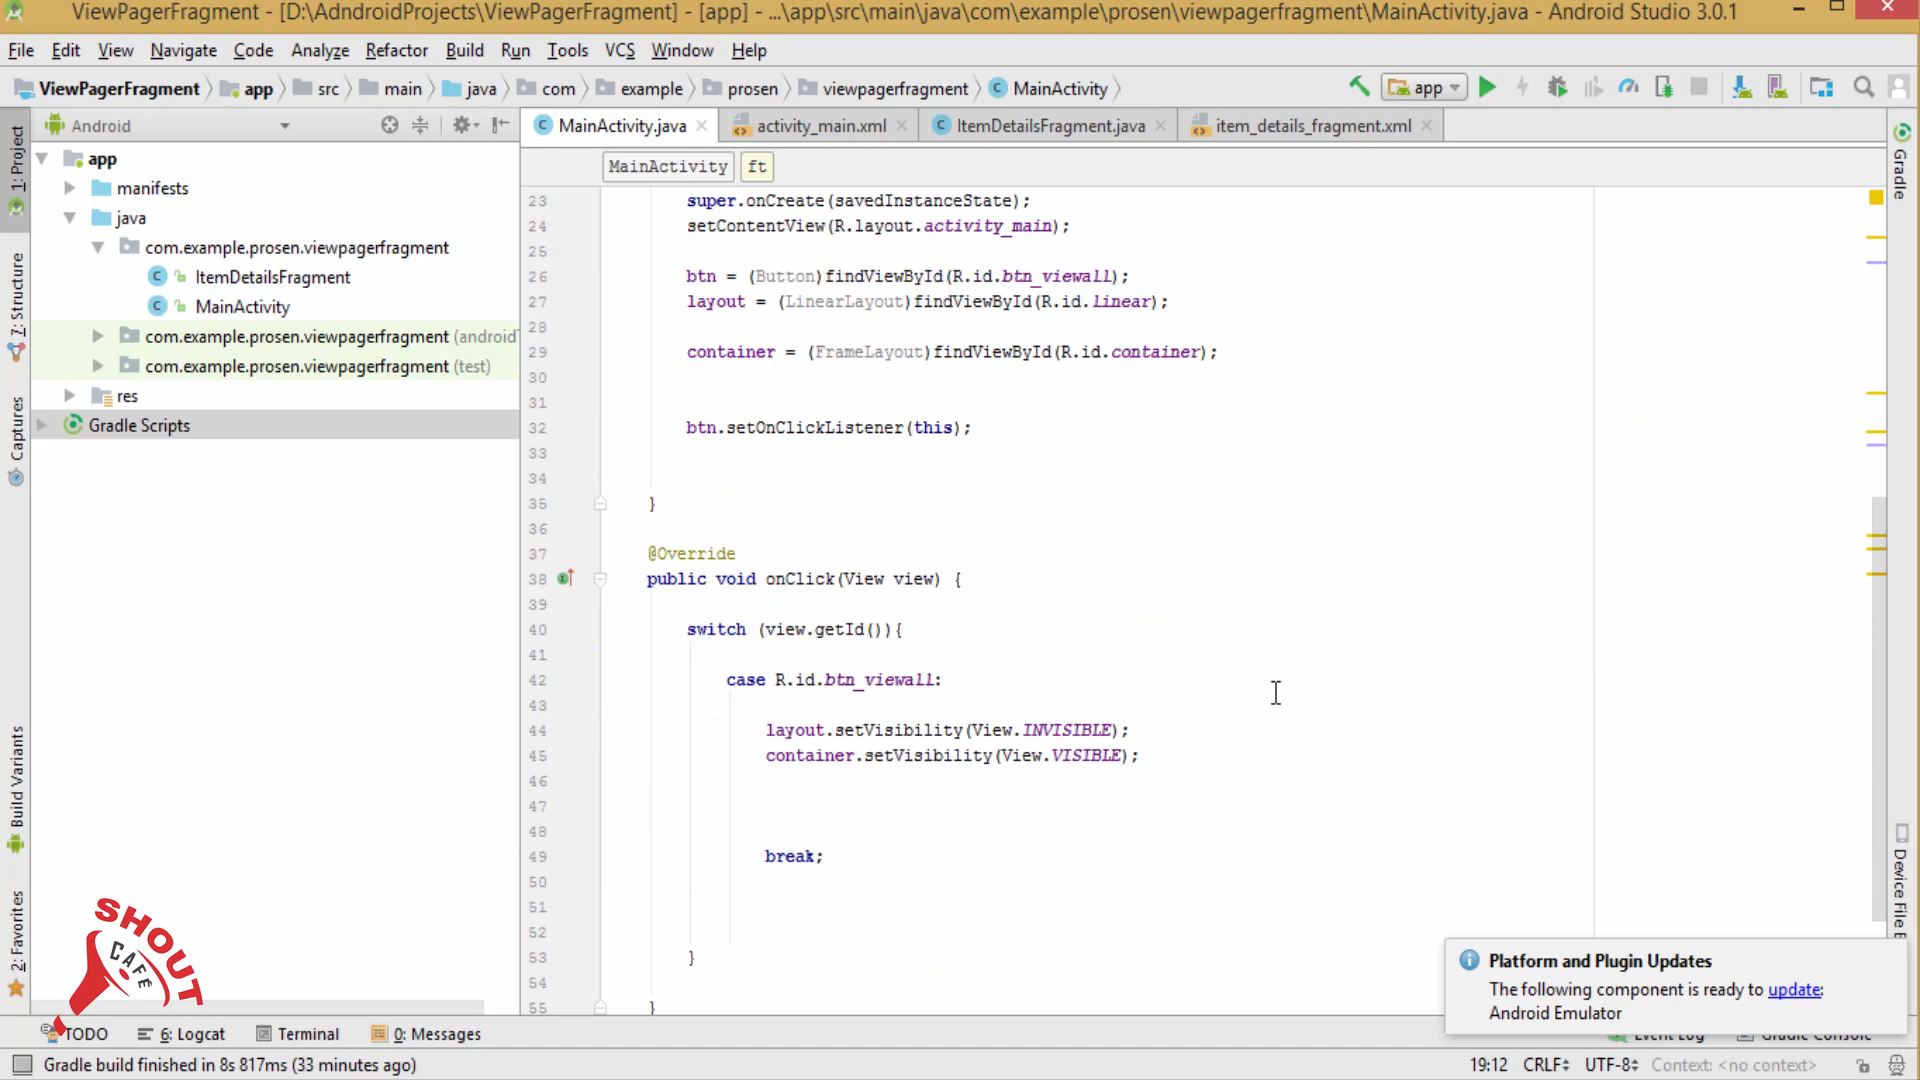 ViewPagerFragment - [D:\AdndroidProjects\ViewPagerFragment] - [app] - ...\app\src\main\java\com\example\prosen\viewpagerfragment\MainActivity.java - Android Studio 3.0.1
File Edit View Navigate Code Analyze Refactor Build Run Tools VCS Window Help
ViewPagerFragment app src main java com example prosen viewpagerfragment MainActivity app
Android
MainActivity.java activity_main.xml ItemDetailsFragment.java item_details_fragment.xml
MainActivity ft
1: Project
7: Structure
Captures
Build Variants
2: Favorites
app
manifests
java
com.example.prosen.viewpagerfragment
ItemDetailsFragment
MainActivity
com.example.prosen.viewpagerfragment (android
com.example.prosen.viewpagerfragment (test)
res
Gradle Scripts
23 super.onCreate(savedInstanceState);
24 setContentView(R.layout.activity_main);
25
26 btn = (Button)findViewById(R.id.btn_viewall);
27 layout = (LinearLayout)findViewById(R.id.linear);
28
29 container = (FrameLayout)findViewById(R.id.container);
30
31
32 btn.setOnClickListener(this);
33
34
35 }
36
37 @Override
38 public void onClick(View view) {
39
40 switch (view.getId()){
41
42 case R.id.btn_viewall:
43
44 layout.setVisibility(View.INVISIBLE);
45 container.setVisibility(View.VISIBLE);
46
47
48
49 break;
50
51
52
53 }
54
55 }
Gradle
Device File E
SHOUT
CAFE
Platform and Plugin Updates
The following component is ready to update:
Android Emulator
TODO 6: Logcat Terminal 0: Messages Event Log Gradle Console
Gradle build finished in 8s 817ms (33 minutes ago) 19:12 CRLF UTF-8 Context: <no context>